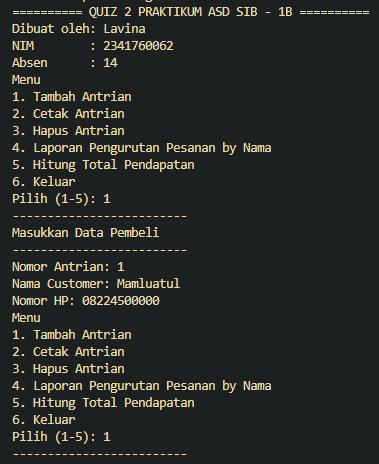 ========== QUIZ 2 PRAKTIKUM ASD SIB - 1B ==========
Dibuat oleh: Lavina
NIM        : 2341760062
Absen      : 14
Menu
1. Tambah Antrian
2. Cetak Antrian
3. Hapus Antrian
4. Laporan Pengurutan Pesanan by Nama
5. Hitung Total Pendapatan
6. Keluar
Pilih (1-5): 1
-------------------------
Masukkan Data Pembeli
-------------------------
Nomor Antrian: 1
Nama Customer: Mamluatul
Nomor HP: 08224500000
Menu
1. Tambah Antrian
2. Cetak Antrian
3. Hapus Antrian
4. Laporan Pengurutan Pesanan by Nama
5. Hitung Total Pendapatan
6. Keluar
Pilih (1-5): 1
-------------------------